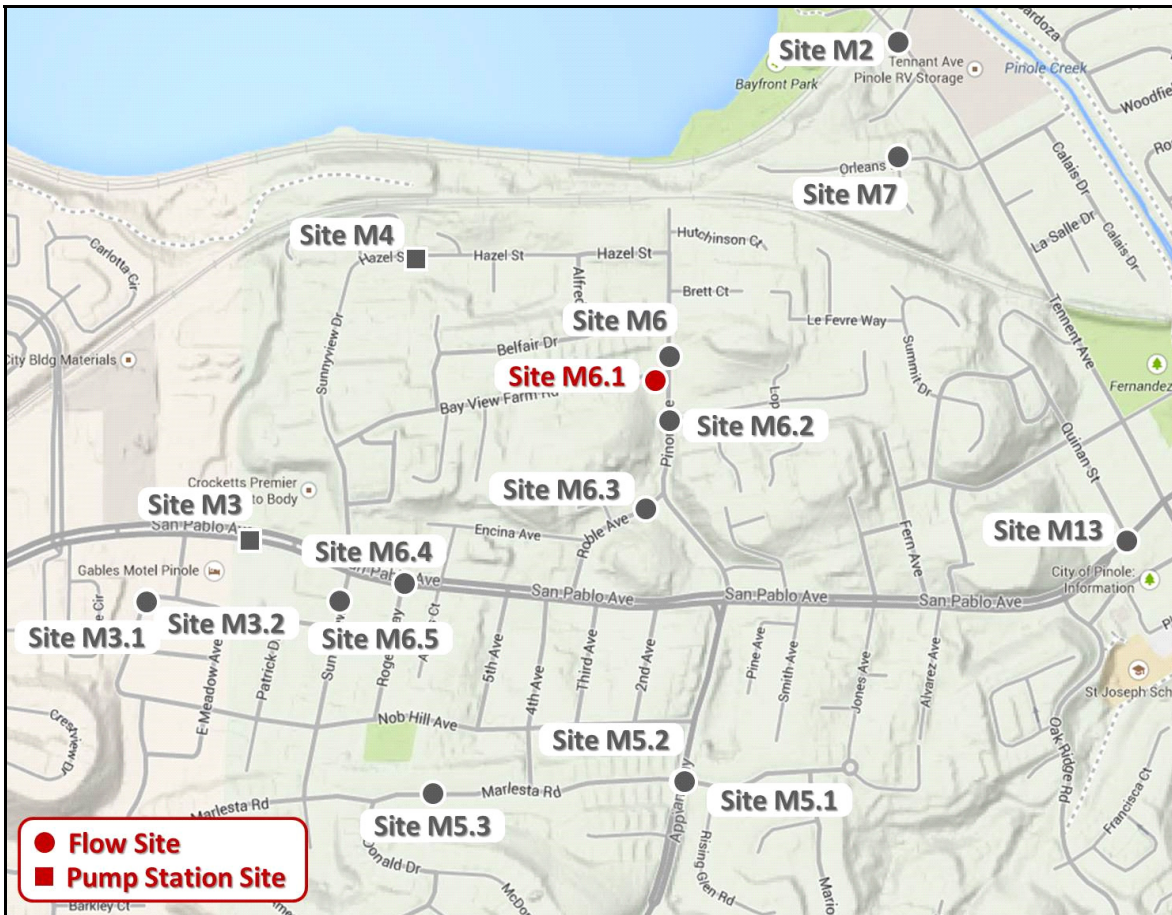 Cardoza
Site M2
Tennant Ave
Pinole RV Storage
Pinole Creek
Bayfront Park
Orleans
Site M7
Calais Dr
La Salle Dr
Calais Dr
Carlotta Cir
Site M4
Hazel St
Hazel St
Hutchinson Cr
Brett Ct
Le Fevre Way
Tennent Ave
Site M6
Belfair Dr
Sunnyview Dr
City Bldg Materials
Site M6.1
Bay View Farm Rd
Summit Dr
Fernandez
Site M6.2
Quinan St
Crocketts Premier
to Body
Site M6.3
Site M3
San Pablo Ave
Encina Ave
Roble Ave
Fern Ave
Site M13
Gables Motel Pinole
Site M6.4
San Pablo Ave
San Pablo Ave
San Pablo Ave
City of Pinole:
Information
Site M3.1
Site M3.2
Site M6.5
E Meadow Ave
5th Ave
4th Ave
Third Ave
2nd Ave
Pine Ave
Smith Ave
Jones Ave
Alvarez Ave
St Joseph Sch
Crestview Dr
Nob Hill Ave
Site M5.2
Oak Ridge Rd
Marlesta Rd
Marlesta Rd
Site M5.1
Site M5.3
Rising Glen Rd
Francisca Ct
Flow Site
Pump Station Site
Donald Dr
Barkley Ct